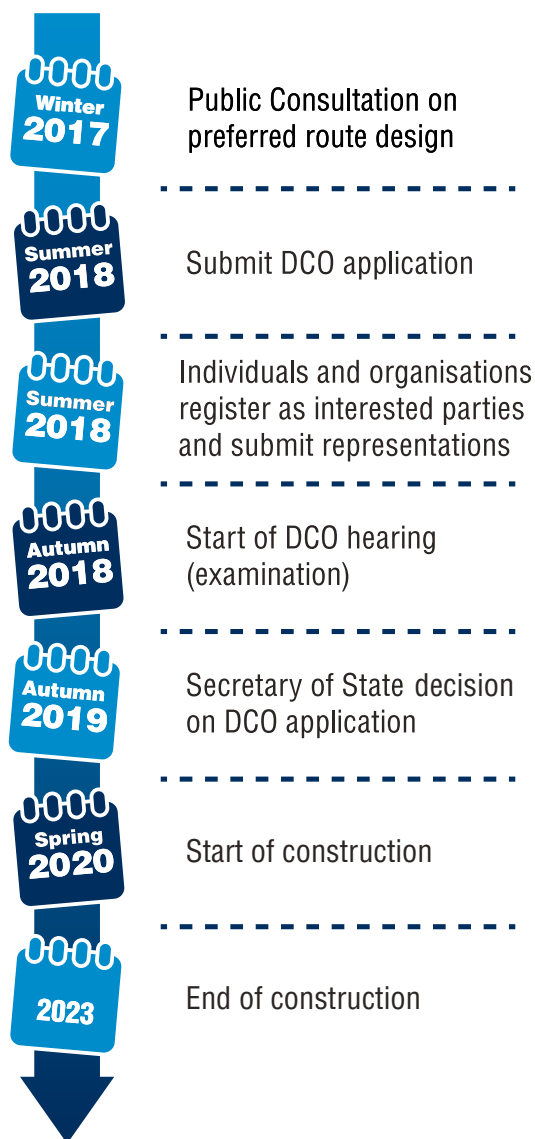 Winter
2017
Public Consultation on
preferred route design
Summer
2018
Submit DCO application
Summer
2018
Individuals and organisations
register as interested parties
and submit representations
Autumn
2018
Start of DCO hearing
(examination)
Autumn
2019
Secretary of State decision
on DCO application
Spring
2020
Start of construction
2023
End of construction